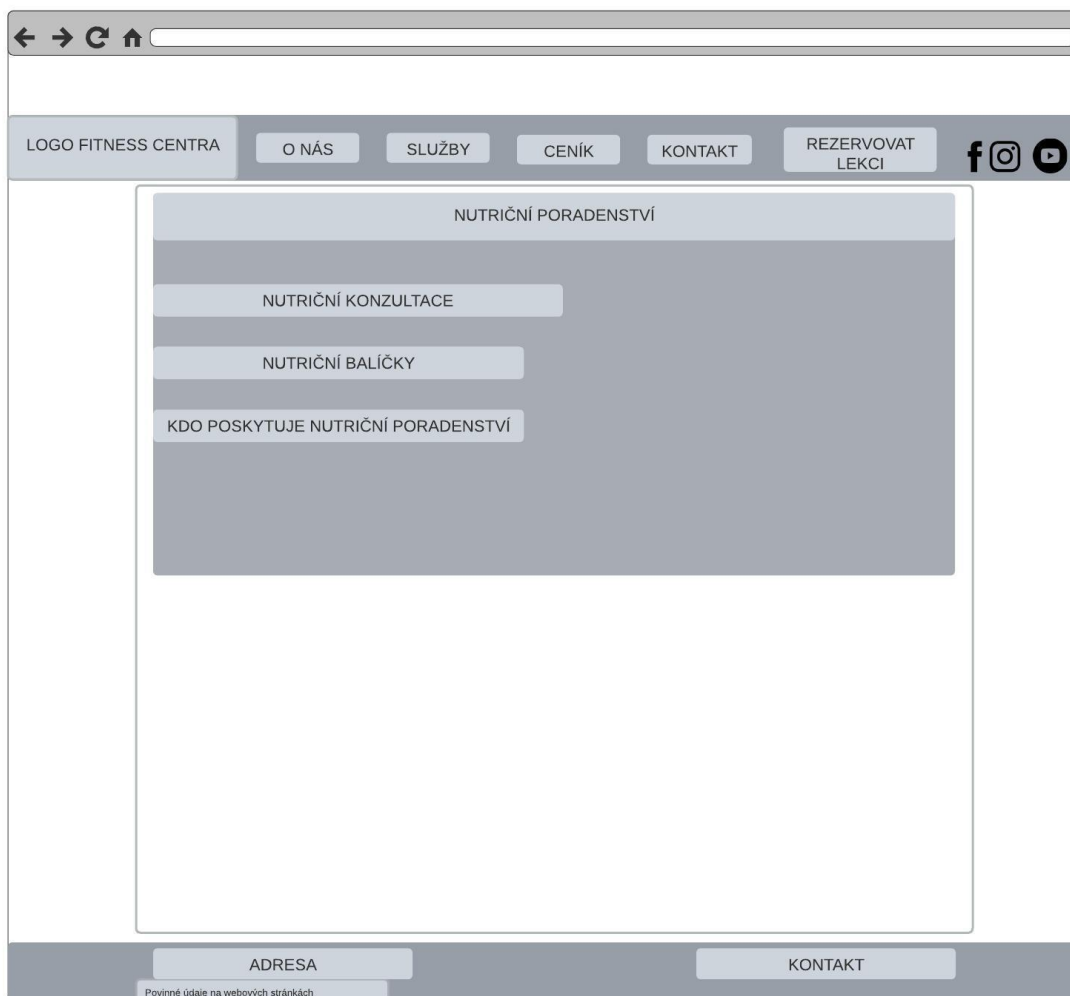 LOGO FITNESS CENTRA
O NÁS
SLUŽBY
CENÍK
KONTAKT
REZERVOVAT
LEKCI
NUTRIČNÍ PORADENSTVÍ
NUTRIČNÍ KONZULTACE
NUTRIČNÍ BALÍČKY
KDO POSKYTUJE NUTRIČNÍ PORADENSTVÍ
ADRESA
KONTAKT
Povinné údaje na webových stránkách